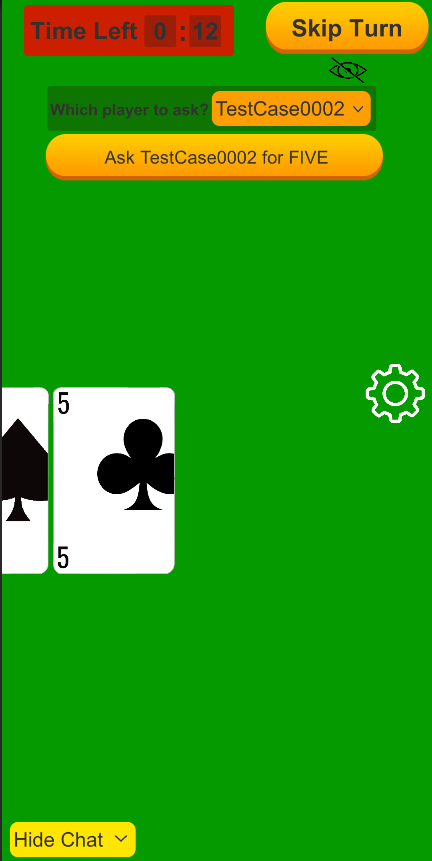 Time Left 0 : 12
Skip Turn
Which player to ask? TestCase0002
Ask TestCase0002 for FIVE
5
5
Hide Chat